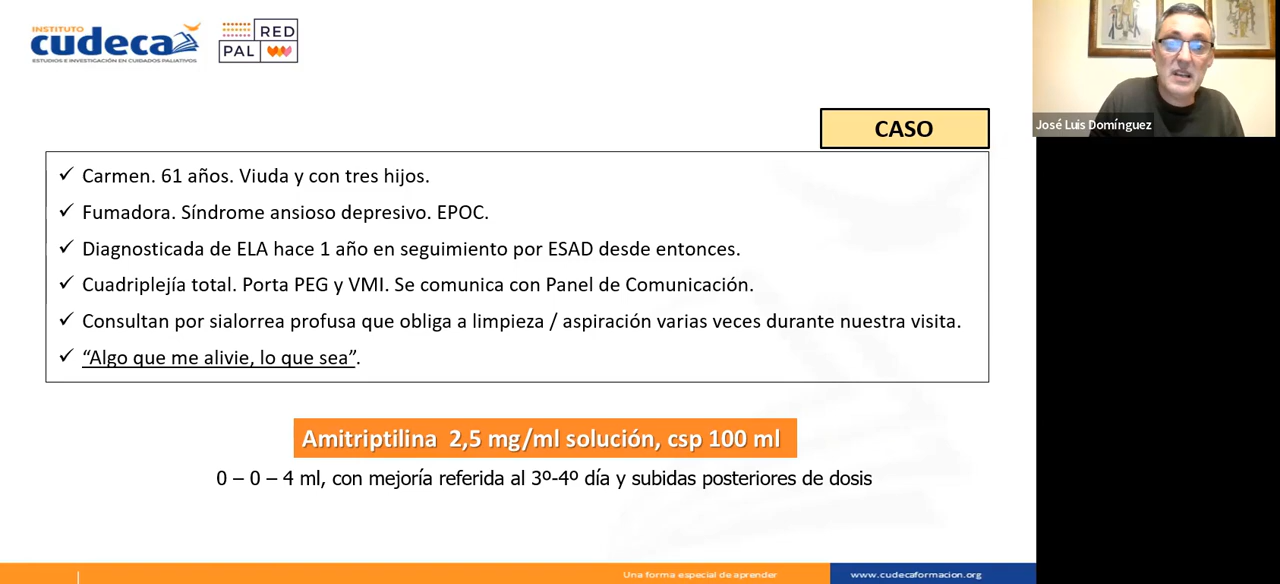 INSTITUTO
cudeca
ESTUDIOS E INVESTIGACIÓN EN CUIDADOS PALIATIVOS
RED
PAL
José Luis Domínguez
CASO
✓ Carmen. 61 años. Viuda y con tres hijos.
✓ Fumadora. Síndrome ansioso depresivo. EPOC.
✓ Diagnosticada de ELA hace 1 año en seguimiento por ESAD desde entonces.
✓ Cuadriplejía total. Porta PEG y VMI. Se comunica con Panel de Comunicación.
✓ Consultan por sialorrea profusa que obliga a limpieza / aspiración varias veces durante nuestra visita.
✓ “Algo que me alivie, lo que sea”.
Amitriptilina 2,5 mg/ml solución, csp 100 ml
0 – 0 – 4 ml, con mejoría referida al 3º-4º día y subidas posteriores de dosis
Una forma especial de aprender
www.cudecaformacion.org